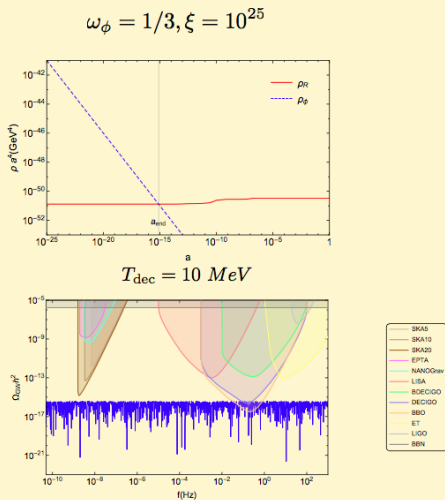 ω_ϕ = 1/3, ξ = 10^25
10^-42
10^-44
10^-46
10^-48
10^-50
10^-52
ρ a^4(GeV^4)
ρ_R
ρ_ϕ
a_end
10^-25 10^-20 10^-15 10^-10 10^-5 1
a
T_dec = 10 MeV
10^-5
10^-9
10^-13
10^-17
10^-21
Ω_GW h^2
10^-10 10^-8 10^-6 10^-4 10^-2 10^0 10^2
f(Hz)
SKA5
SKA10
SKA20
EPTA
NANOGrav
LISA
BDECIGO
DECIGO
BBO
ET
LIGO
BBN